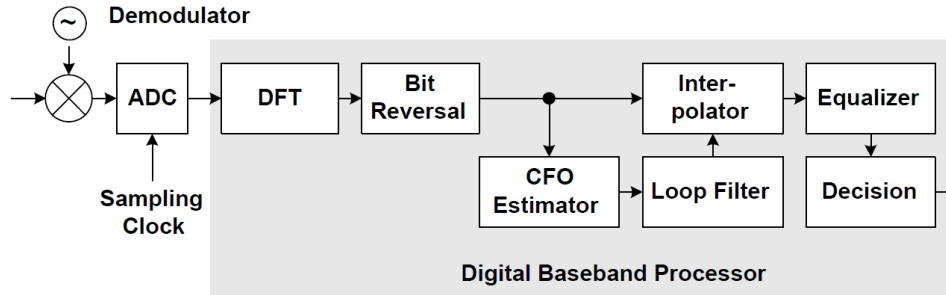 Demodulator
~
ADC
DFT
Bit
Reversal
Inter-
polator
Equalizer
Sampling
Clock
CFO
Estimator
Loop Filter
Decision
Digital Baseband Processor